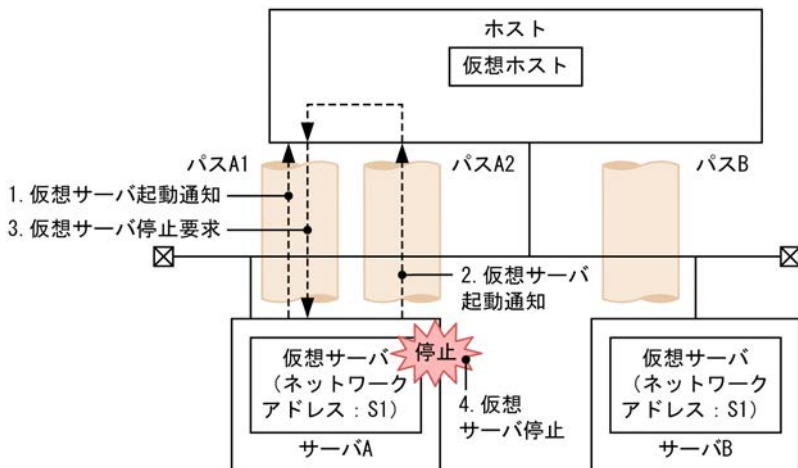 ホスト
仮想ホスト
パスA1
パスA2
パスB
1. 仮想サーバ起動通知
3. 仮想サーバ停止要求
2. 仮想サーバ
起動通知
停止
仮想サーバ
（ネットワーク
アドレス：S1）
サーバA
4. 仮想
サーバ停止
仮想サーバ
（ネットワーク
アドレス：S1）
サーバB